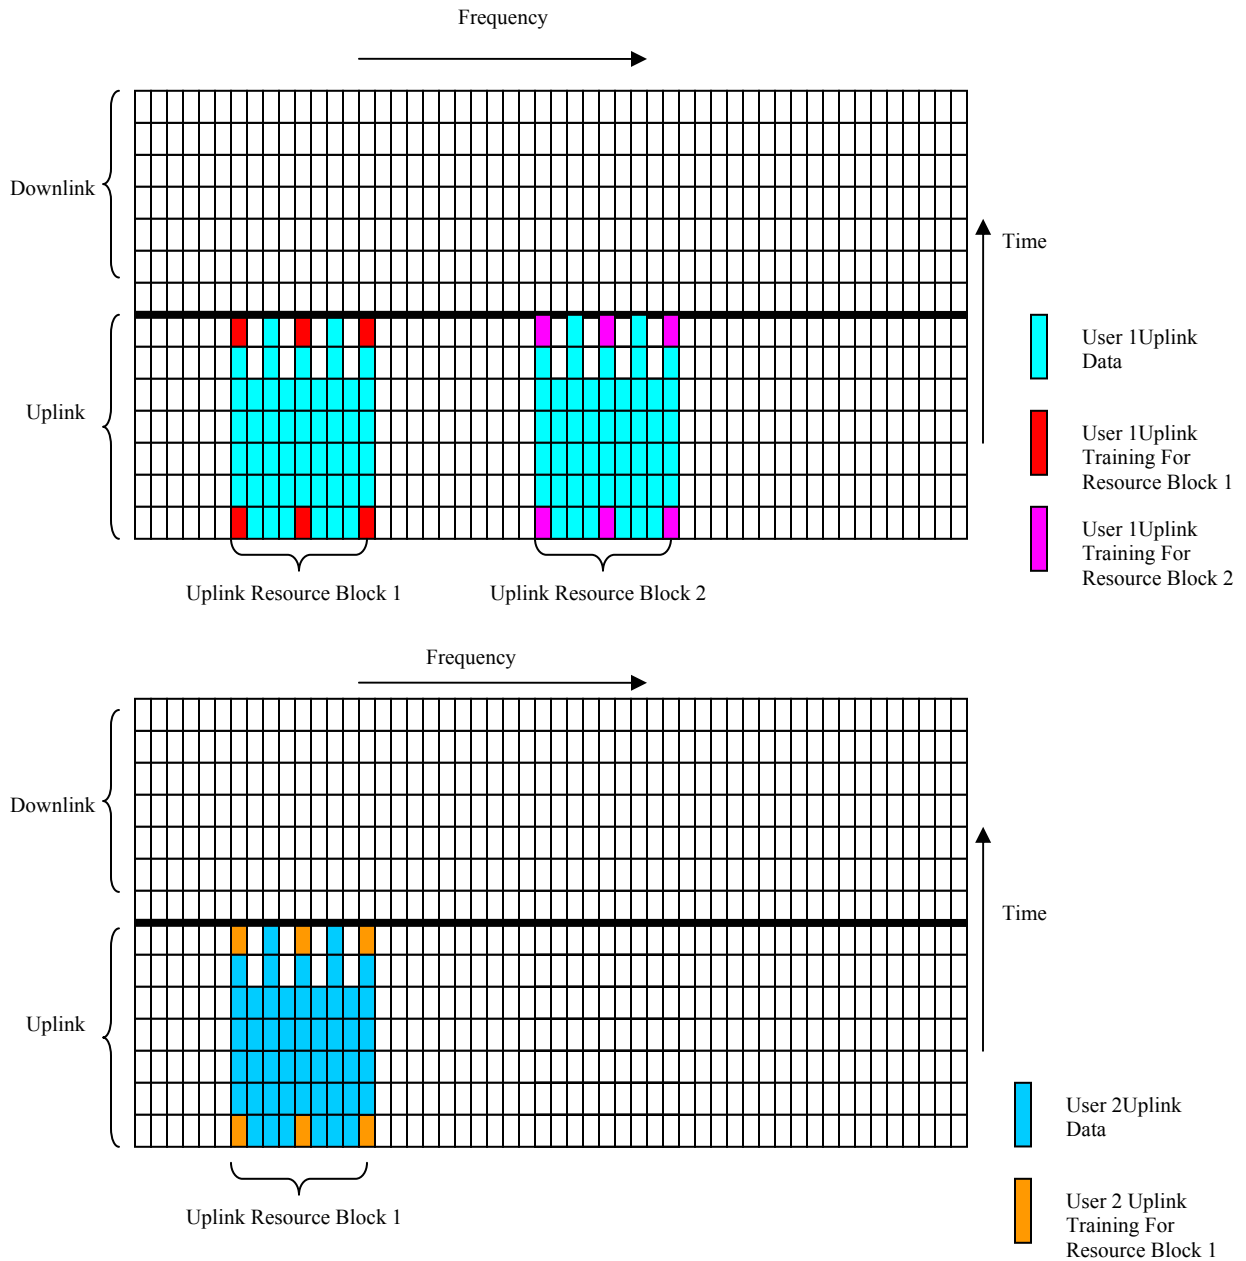 Frequency
Downlink
Time
User 1Uplink
Data
Uplink
User 1Uplink
Training For
Resource Block 1
User 1Uplink
Training For
Resource Block 2
Uplink Resource Block 1
Uplink Resource Block 2
Frequency
Downlink
Time
Uplink
User 2Uplink
Data
Uplink Resource Block 1
User 2 Uplink
Training For
Resource Block 1